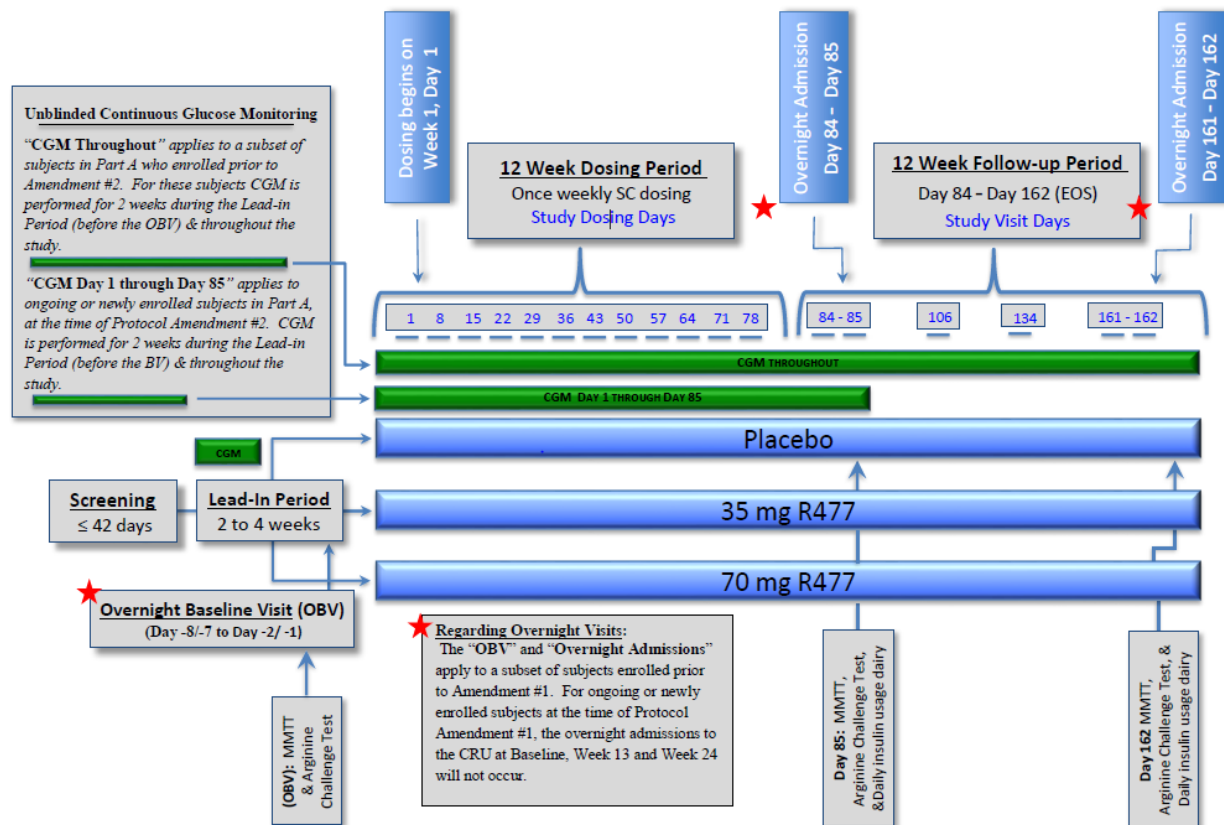 Dosing begins on
Week 1, Day 1
Overnight Admission
Day 84 – Day 85
Overnight Admission
Day 161 – Day 162
Unblinded Continuous Glucose Monitoring
“CGM Throughout” applies to a subset of
subjects in Part A who enrolled prior to
Amendment #2. For these subjects CGM is
performed for 2 weeks during the Lead-in
Period (before the OBV) & throughout the
study.
“CGM Day 1 through Day 85” applies to
ongoing or newly enrolled subjects in Part A,
at the time of Protocol Amendment #2. CGM
is performed for 2 weeks during the Lead-in
Period (before the BV) & throughout the
study.
12 Week Dosing Period
Once weekly SC dosing
Study Dosing Days
12 Week Follow-up Period
Day 84 – Day 162 (EOS)
Study Visit Days
1 8 15 22 29 36 43 50 57 64 71 78
84 - 85 106 134 161 - 162
CGM THROUGHOUT
CGM DAY 1 THROUGH DAY 85
CGM
Placebo
Screening
≤ 42 days
Lead-In Period
2 to 4 weeks
35 mg R477
70 mg R477
Overnight Baseline Visit (OBV)
(Day -8/-7 to Day -2/ -1)
(OBV): MMTT
& Arginine
Challenge Test
Regarding Overnight Visits:
The “OBV” and “Overnight Admissions”
apply to a subset of subjects enrolled prior
to Amendment #1. For ongoing or newly
enrolled subjects at the time of Protocol
Amendment #1, the overnight admissions to
the CRU at Baseline, Week 13 and Week 24
will not occur.
Day 85: MMTT,
Arginine Challenge Test,
&Daily insulin usage dairy
Day 162 MMTT,
Arginine Challenge Test, &
Daily insulin usage dairy